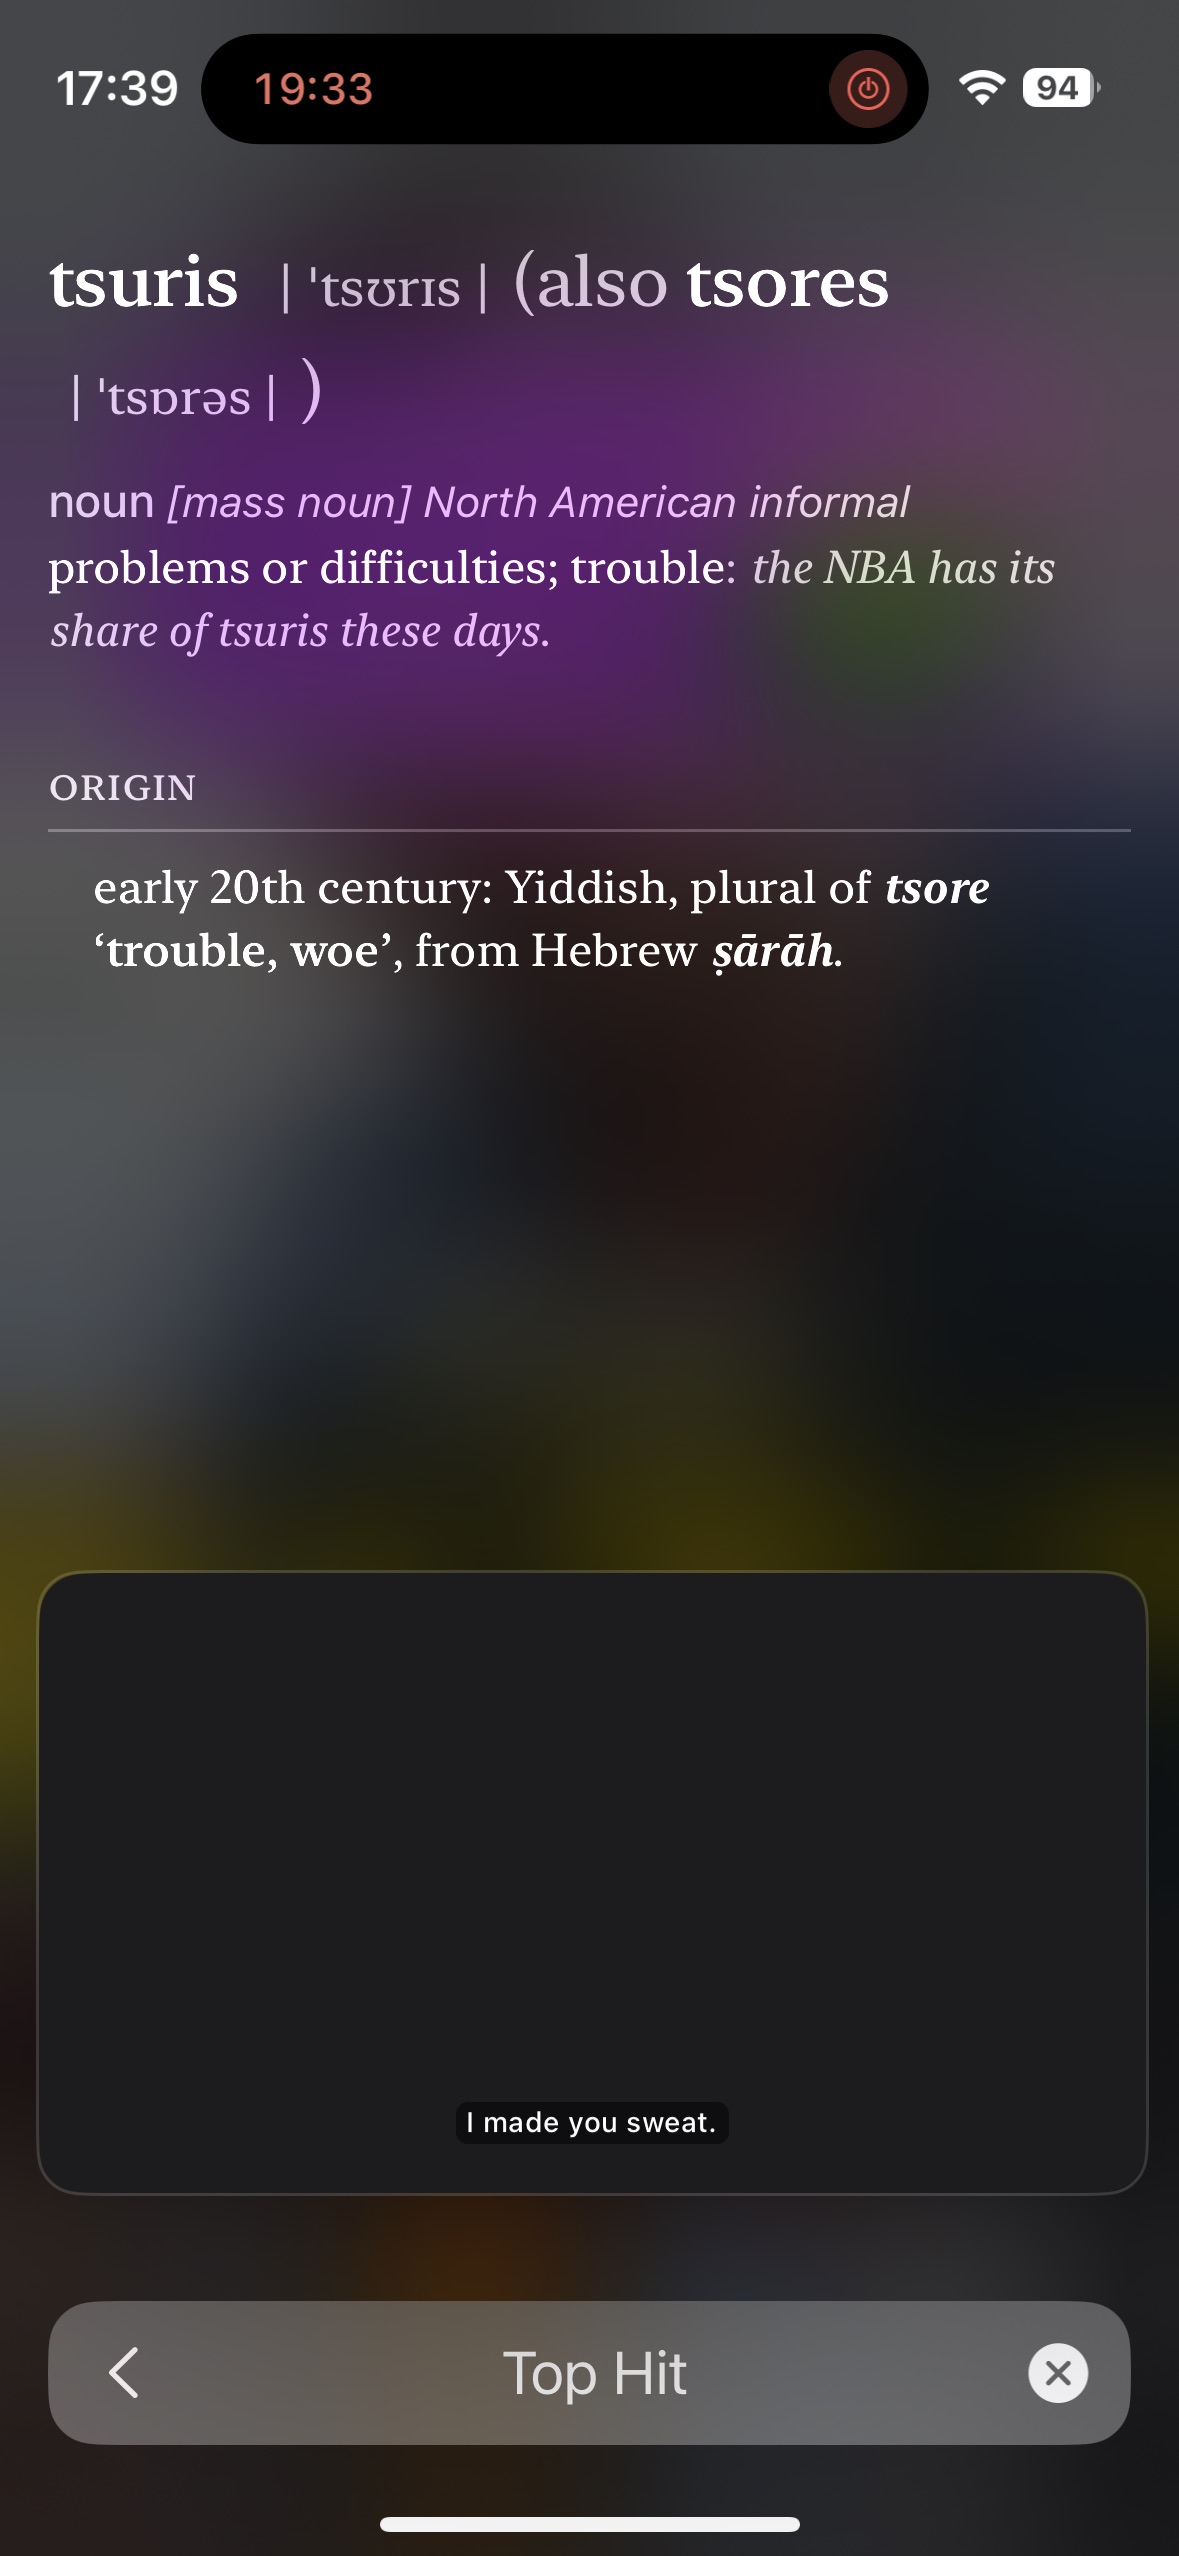 17:39 19:33 94
tsuris | ˈtsʊrɪs | (also tsores
| ˈtsɒrəs | )
noun [mass noun] North American informal
problems or difficulties; trouble: the NBA has its
share of tsuris these days.
ORIGIN
early 20th century: Yiddish, plural of tsore
‘trouble, woe’, from Hebrew ṣārāh.
I made you sweat.
Top Hit